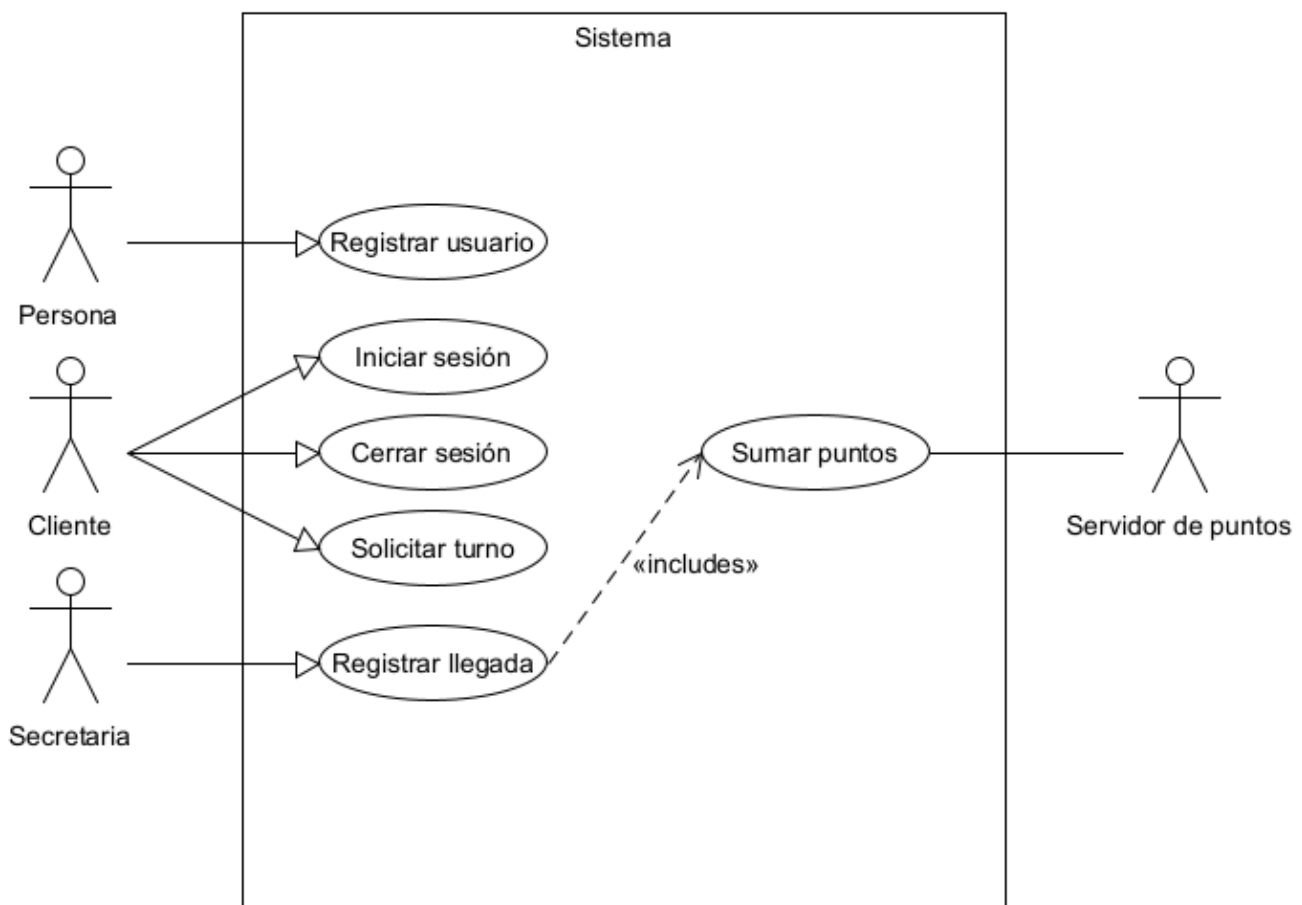 Sistema
Registrar usuario
Persona
Iniciar sesión
Cerrar sesión
Sumar puntos
Cliente
Servidor de puntos
Solicitar turno
«includes»
Registrar llegada
Secretaria